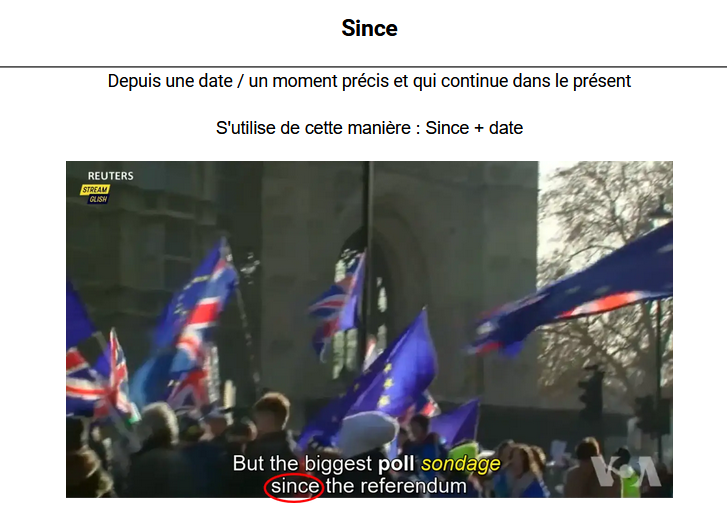 Since
Depuis une date / un moment précis et qui continue dans le présent
S'utilise de cette manière : Since + date
REUTERS
STREAM
GLISH
But the biggest poll sondage
since the referendum
VOA